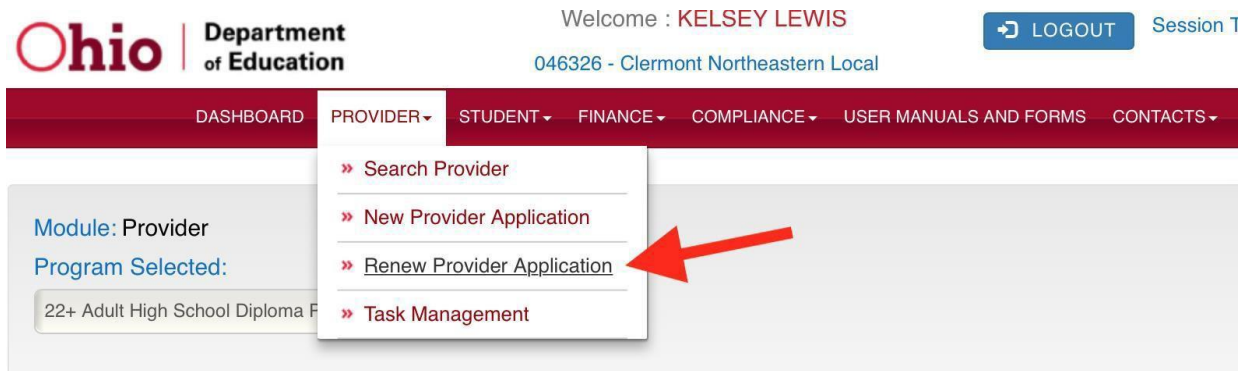 Ohio Department of Education
Welcome : KELSEY LEWIS
LOGOUT
Session
046326 - Clermont Northeastern Local
DASHBOARD PROVIDER STUDENT FINANCE COMPLIANCE USER MANUALS AND FORMS CONTACTS
» Search Provider
» New Provider Application
» Renew Provider Application
» Task Management
Module: Provider
Program Selected:
22+ Adult High School Diploma